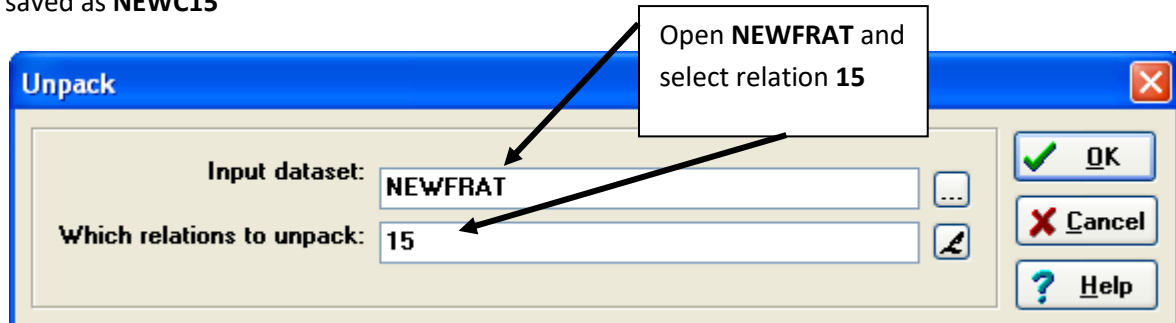 saved as NEWC15
Open NEWFRAT and
select relation 15
Unpack
Input dataset:
NEWFRAT
...
OK
Which relations to unpack:
15
Cancel
Help